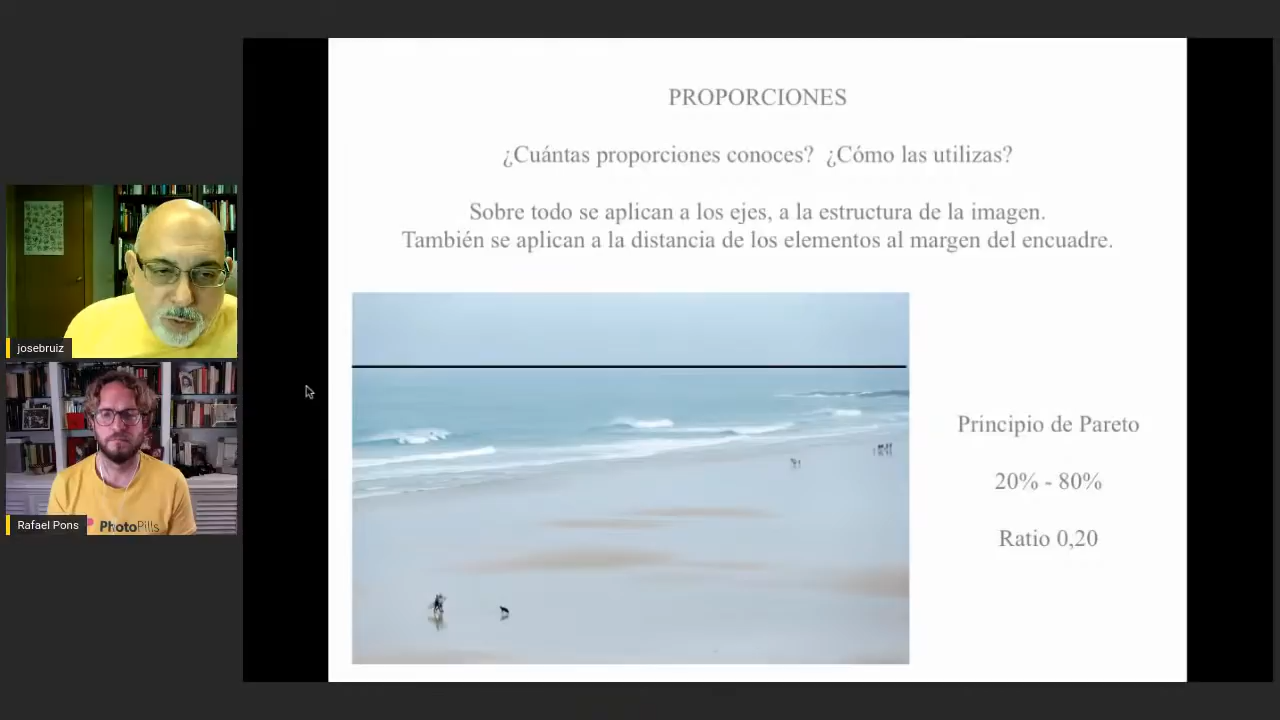 PROPORCIONES
¿Cuántas proporciones conoces? ¿Cómo las utilizas?
Sobre todo se aplican a los ejes, a la estructura de la imagen.
También se aplican a la distancia de los elementos al margen del encuadre.
Principio de Pareto
20% - 80%
Ratio 0,20
josebruiz
Rafael Pons
PhotoPills